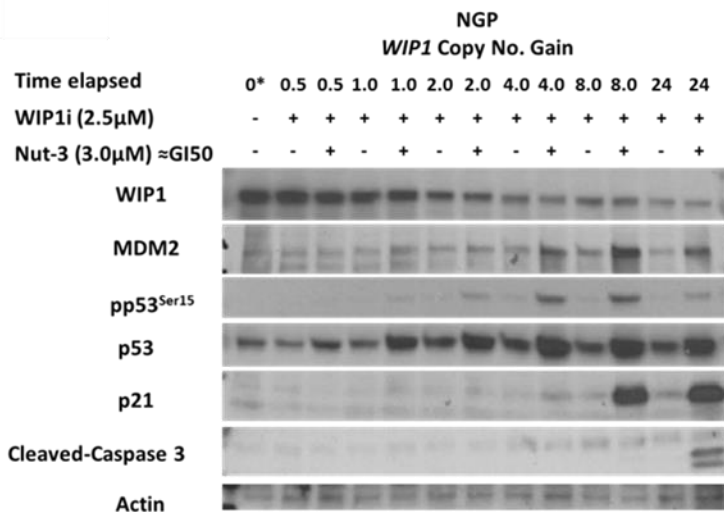 NGP
WIP1 Copy No. Gain
Time elapsed 0* 0.5 0.5 1.0 1.0 2.0 2.0 4.0 4.0 8.0 8.0 24 24
WIP1i (2.5μM) - + + + + + + + + + + + +
Nut-3 (3.0μM) ≈GI50 - - + - + - + - + - + - +
WIP1
MDM2
pp53Ser15
p53
p21
Cleaved-Caspase 3
Actin